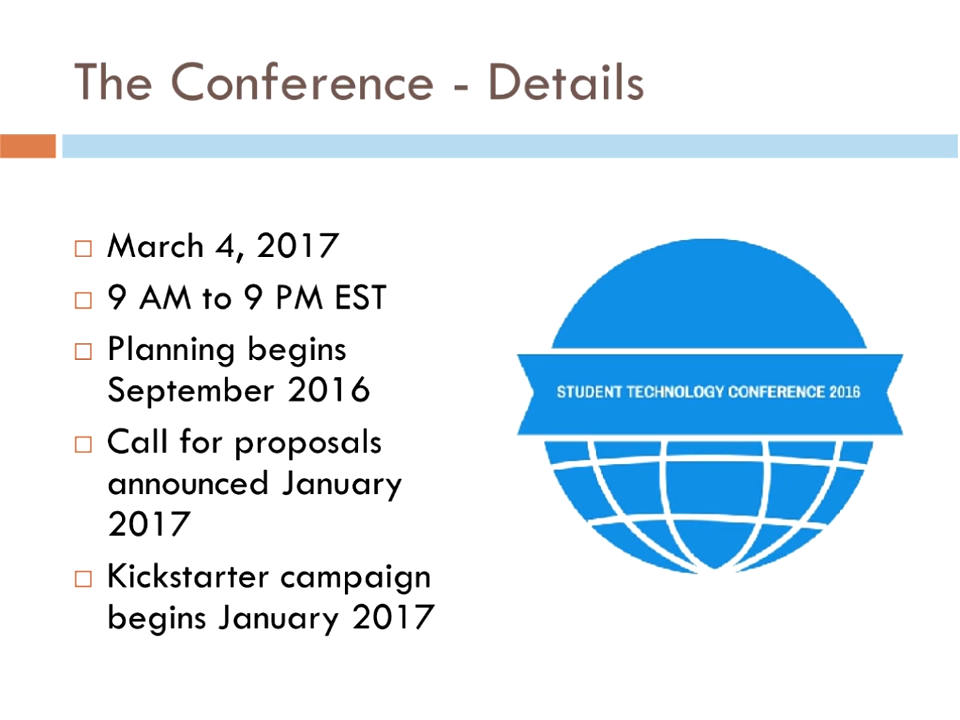 The Conference - Details
March 4, 2017
9 AM to 9 PM EST
Planning begins
September 2016
Call for proposals
announced January
2017
Kickstarter campaign
begins January 2017
STUDENT TECHNOLOGY CONFERENCE 2016